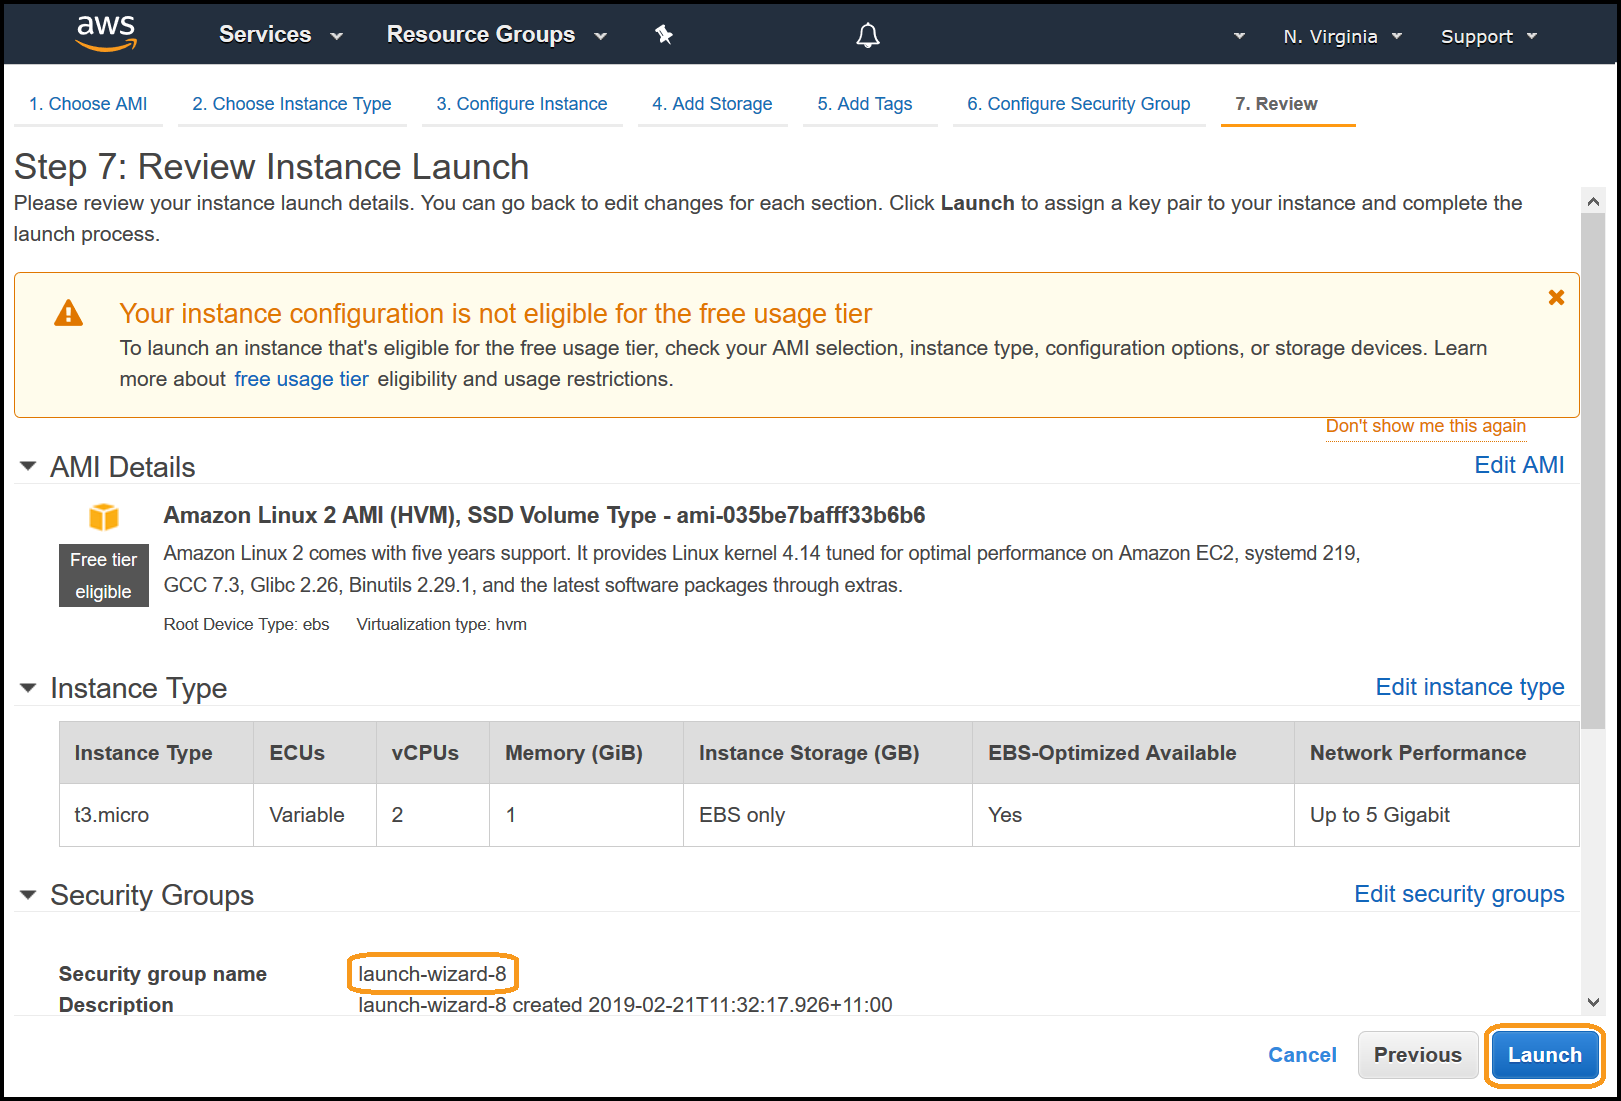 aws Services Resource Groups N. Virginia Support
1. Choose AMI 2. Choose Instance Type 3. Configure Instance 4. Add Storage 5. Add Tags 6. Configure Security Group 7. Review
Step 7: Review Instance Launch
Please review your instance launch details. You can go back to edit changes for each section. Click Launch to assign a key pair to your instance and complete the
launch process.
Your instance configuration is not eligible for the free usage tier
To launch an instance that's eligible for the free usage tier, check your AMI selection, instance type, configuration options, or storage devices. Learn
more about free usage tier eligibility and usage restrictions.
Don't show me this again
AMI Details Edit AMI
Amazon Linux 2 AMI (HVM), SSD Volume Type - ami-035be7bafff33b6b6
Free tier
eligible
Amazon Linux 2 comes with five years support. It provides Linux kernel 4.14 tuned for optimal performance on Amazon EC2, systemd 219,
GCC 7.3, Glibc 2.26, Binutils 2.29.1, and the latest software packages through extras.
Root Device Type: ebs Virtualization type: hvm
Instance Type Edit instance type
Instance Type ECUs vCPUs Memory (GiB) Instance Storage (GB) EBS-Optimized Available Network Performance
t3.micro Variable 2 1 EBS only Yes Up to 5 Gigabit
Security Groups Edit security groups
Security group name launch-wizard-8
Description launch-wizard-8 created 2019-02-21T11:32:17.926+11:00
Cancel Previous Launch